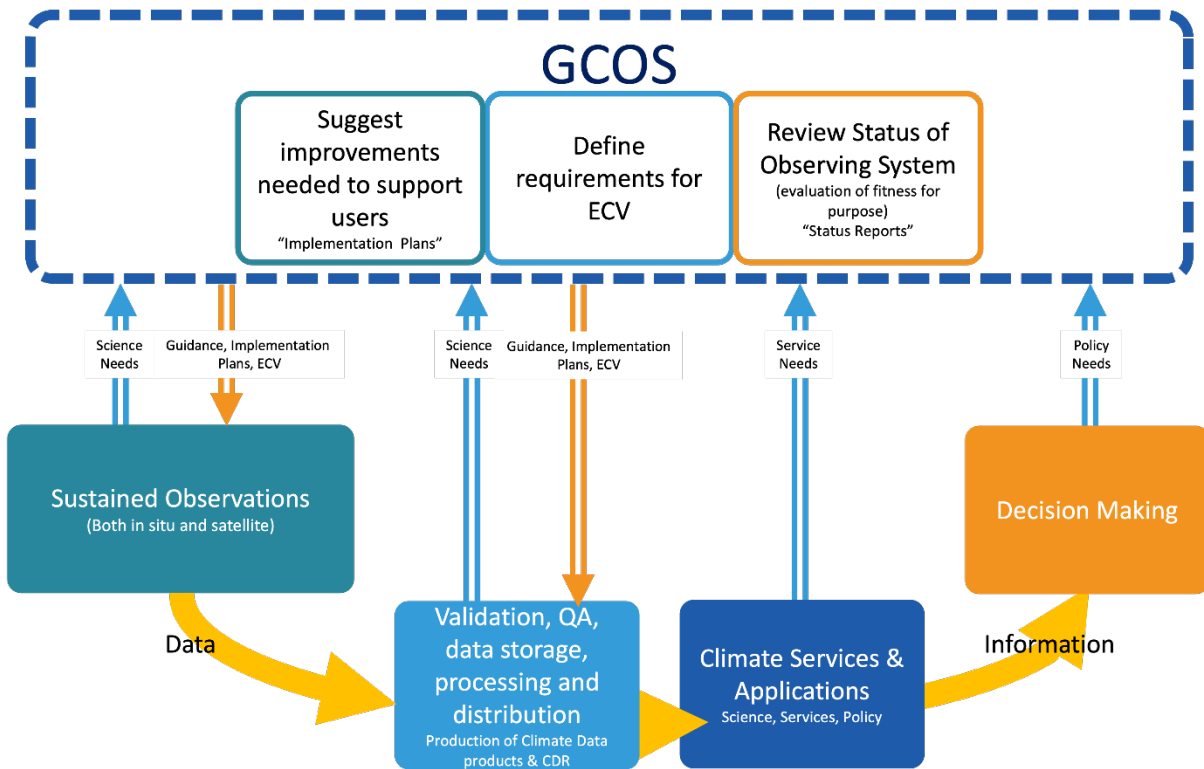 GCOS
Suggest
improvements
needed to support
users
“Implementation Plans”
Define
requirements for
ECV
Review Status of
Observing System
(evaluation of fitness for
purpose)
“Status Reports”
Science
Needs
Guidance, Implementation
Plans, ECV
Science
Needs
Guidance, Implementation
Plans, ECV
Service
Needs
Policy
Needs
Sustained Observations
(Both in situ and satellite)
Decision Making
Data
Validation, QA,
data storage,
processing and
distribution
Production of Climate Data
products & CDR
Climate Services &
Applications
Science, Services, Policy
Information